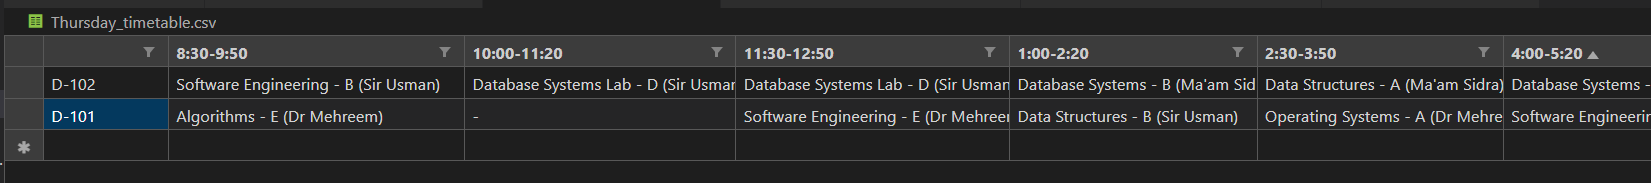 Thursday_timetable.csv
8:30-9:50 10:00-11:20 11:30-12:50 1:00-2:20 2:30-3:50 4:00-5:20
D-102 Software Engineering - B (Sir Usman) Database Systems Lab - D (Sir Usman Database Systems Lab - D (Sir Usman Database Systems - B (Ma'am Sid Data Structures - A (Ma'am Sidra) Database Systems -
D-101 Algorithms - E (Dr Mehreem) - Software Engineering - E (Dr Mehreem Data Structures - B (Sir Usman) Operating Systems - A (Dr Mehre Software Engineerin